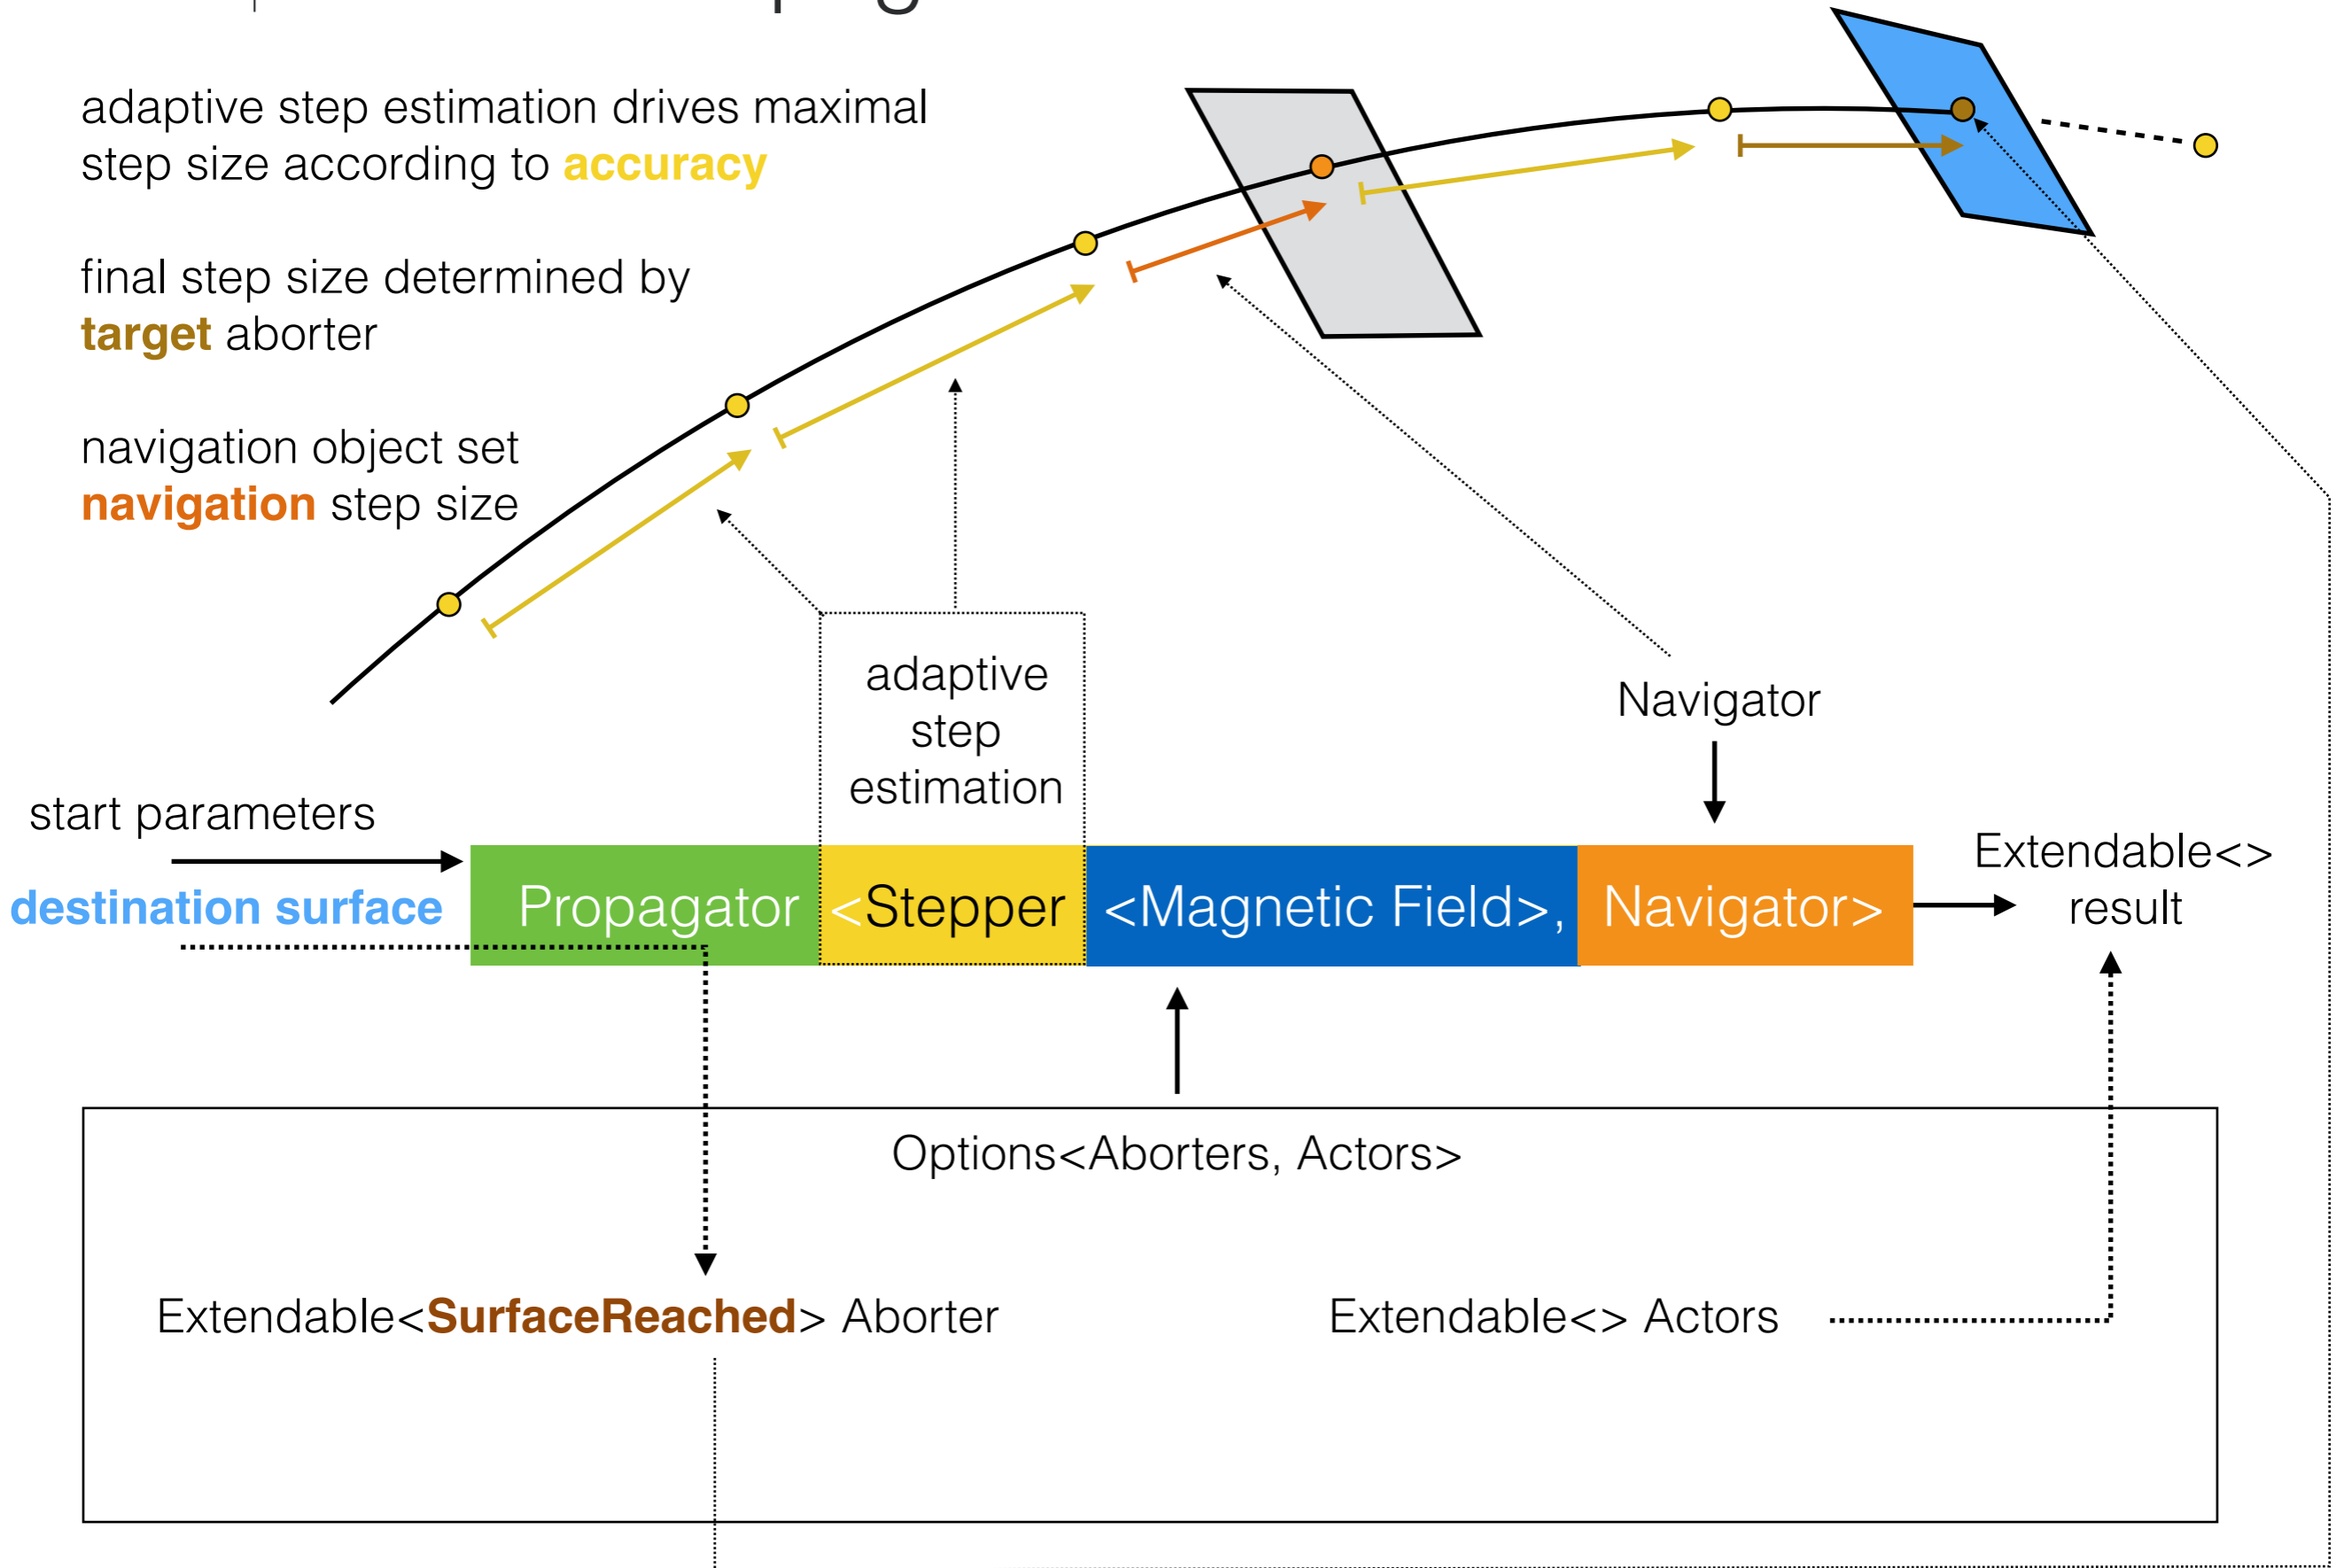 adaptive step estimation drives maximal
step size according to accuracy
final step size determined by
target aborter
navigation object set
navigation step size
adaptive
step
estimation
Navigator
start parameters
destination surface
Propagator <Stepper <Magnetic Field>, Navigator>
Extendable<>
result
Options<Aborters, Actors>
Extendable<SurfaceReached> Aborter
Extendable<> Actors